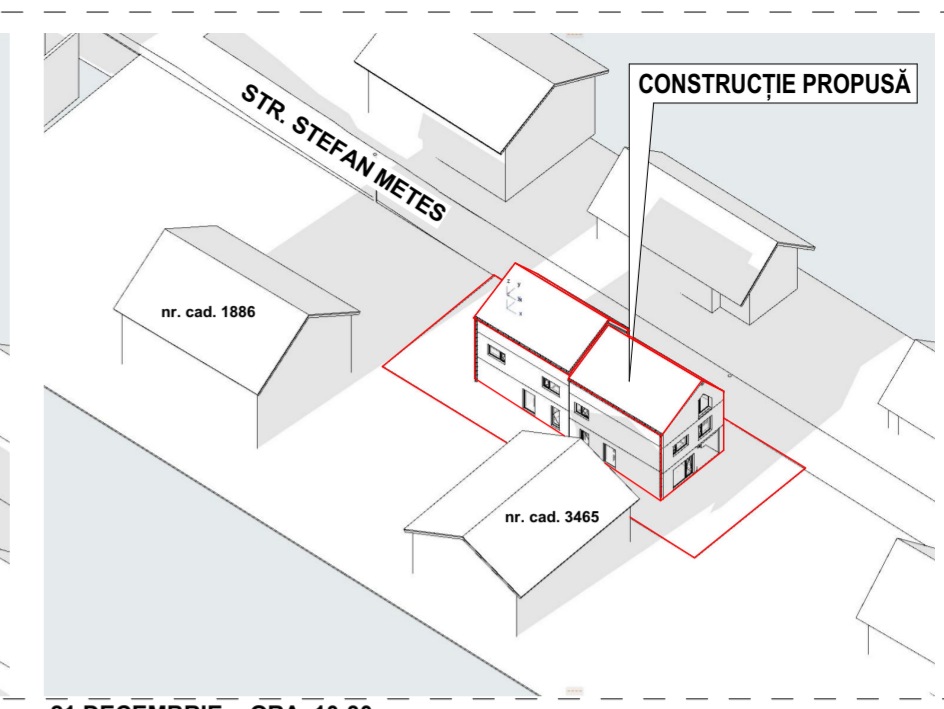 CONSTRUCȚIE PROPUSĂ
STR. STEFAN METES
nr. cad. 1886
nr. cad. 3465